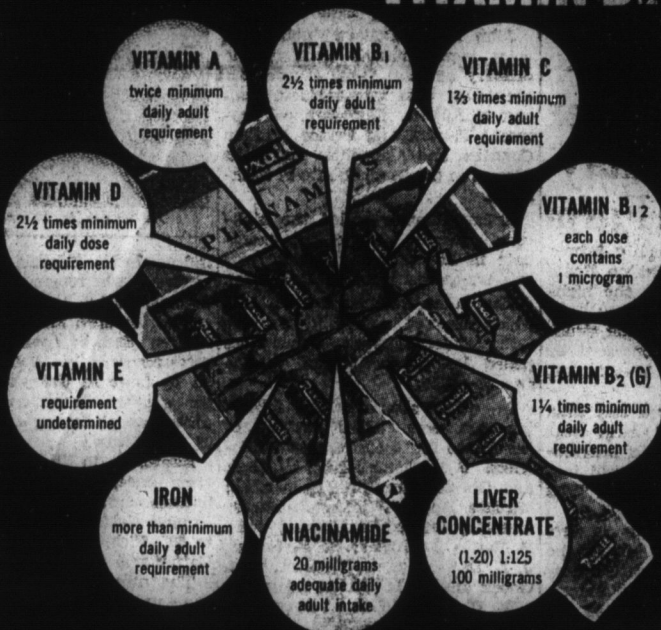 VITAMIN A
twice minimum
daily adult
requirement
VITAMIN B₁
2½ times minimum
daily adult
requirement
VITAMIN C
1⅔ times minimum
daily adult
requirement
VITAMIN D
2½ times minimum
daily dose
requirement
PLENAMINS
VITAMIN B₁₂
each dose
contains
1 microgram
VITAMIN E
requirement
undetermined
VITAMIN B₂ (G)
1¼ times minimum
daily adult
requirement
IRON
more than minimum
daily adult
requirement
NIACINAMIDE
20 milligrams
adequate daily
adult intake
LIVER
CONCENTRATE
(1-20) 1:125
100 milligrams
Rexall